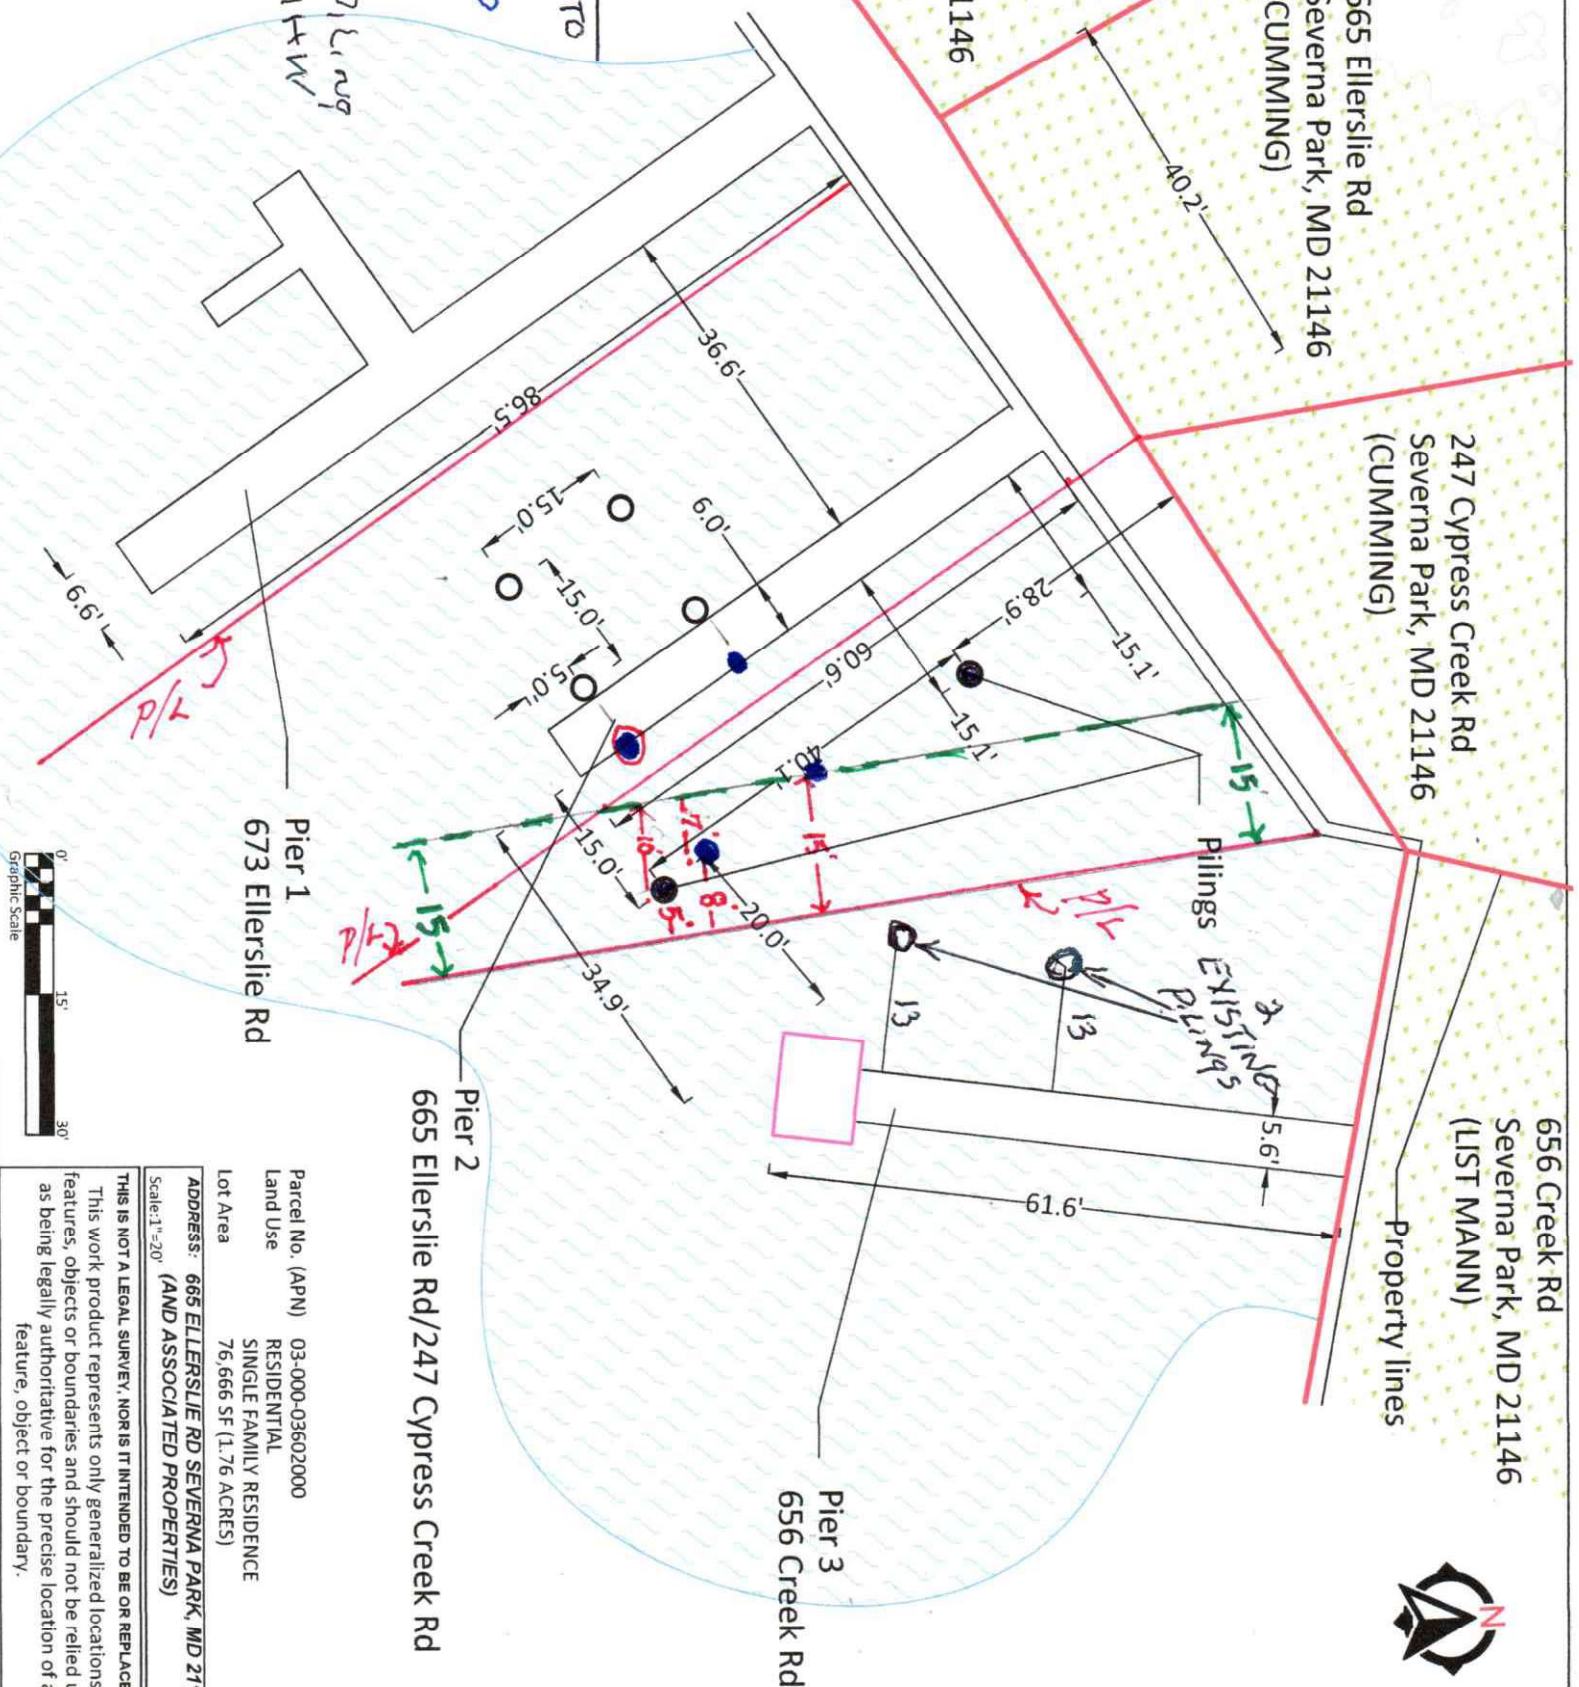 665 Ellerslie Rd
Severna Park, MD 21146
(CUMMING)
247 Cypress Creek Rd
Severna Park, MD 21146
(CUMMING)
656 Creek Rd
Severna Park, MD 21146
(LIST MANN)
Property lines
21146
TO
PiLing
40.2'
36.6'
86.5'
15.0'
15.0'
5.0'
6.0'
6.6'
28.9'
15.1'
15.1'
60.6'
40.1'
15.0'
20.0'
34.9'
15'
15'
15
7'
8'
10'
5'
P/L
P/L
P/L
Pilings
2
EXISTING
PILINGS
13
13
5.6'
61.6'
Pier 1
673 Ellerslie Rd
Pier 2
665 Ellerslie Rd/247 Cypress Creek Rd
Pier 3
656 Creek Rd
N
0'
15'
30'
Graphic Scale
Parcel No. (APN) 03-000-03602000
Land Use RESIDENTIAL
SINGLE FAMILY RESIDENCE
Lot Area 76,666 SF (1.76 ACRES)
ADDRESS: 665 ELLERSLIE RD SEVERNA PARK, MD 21
(AND ASSOCIATED PROPERTIES)
Scale:1"=20'
THIS IS NOT A LEGAL SURVEY, NOR IS IT INTENDED TO BE OR REPLACE
This work product represents only generalized locations
features, objects or boundaries and should not be relied
as being legally authoritative for the precise location of
feature, object or boundary.